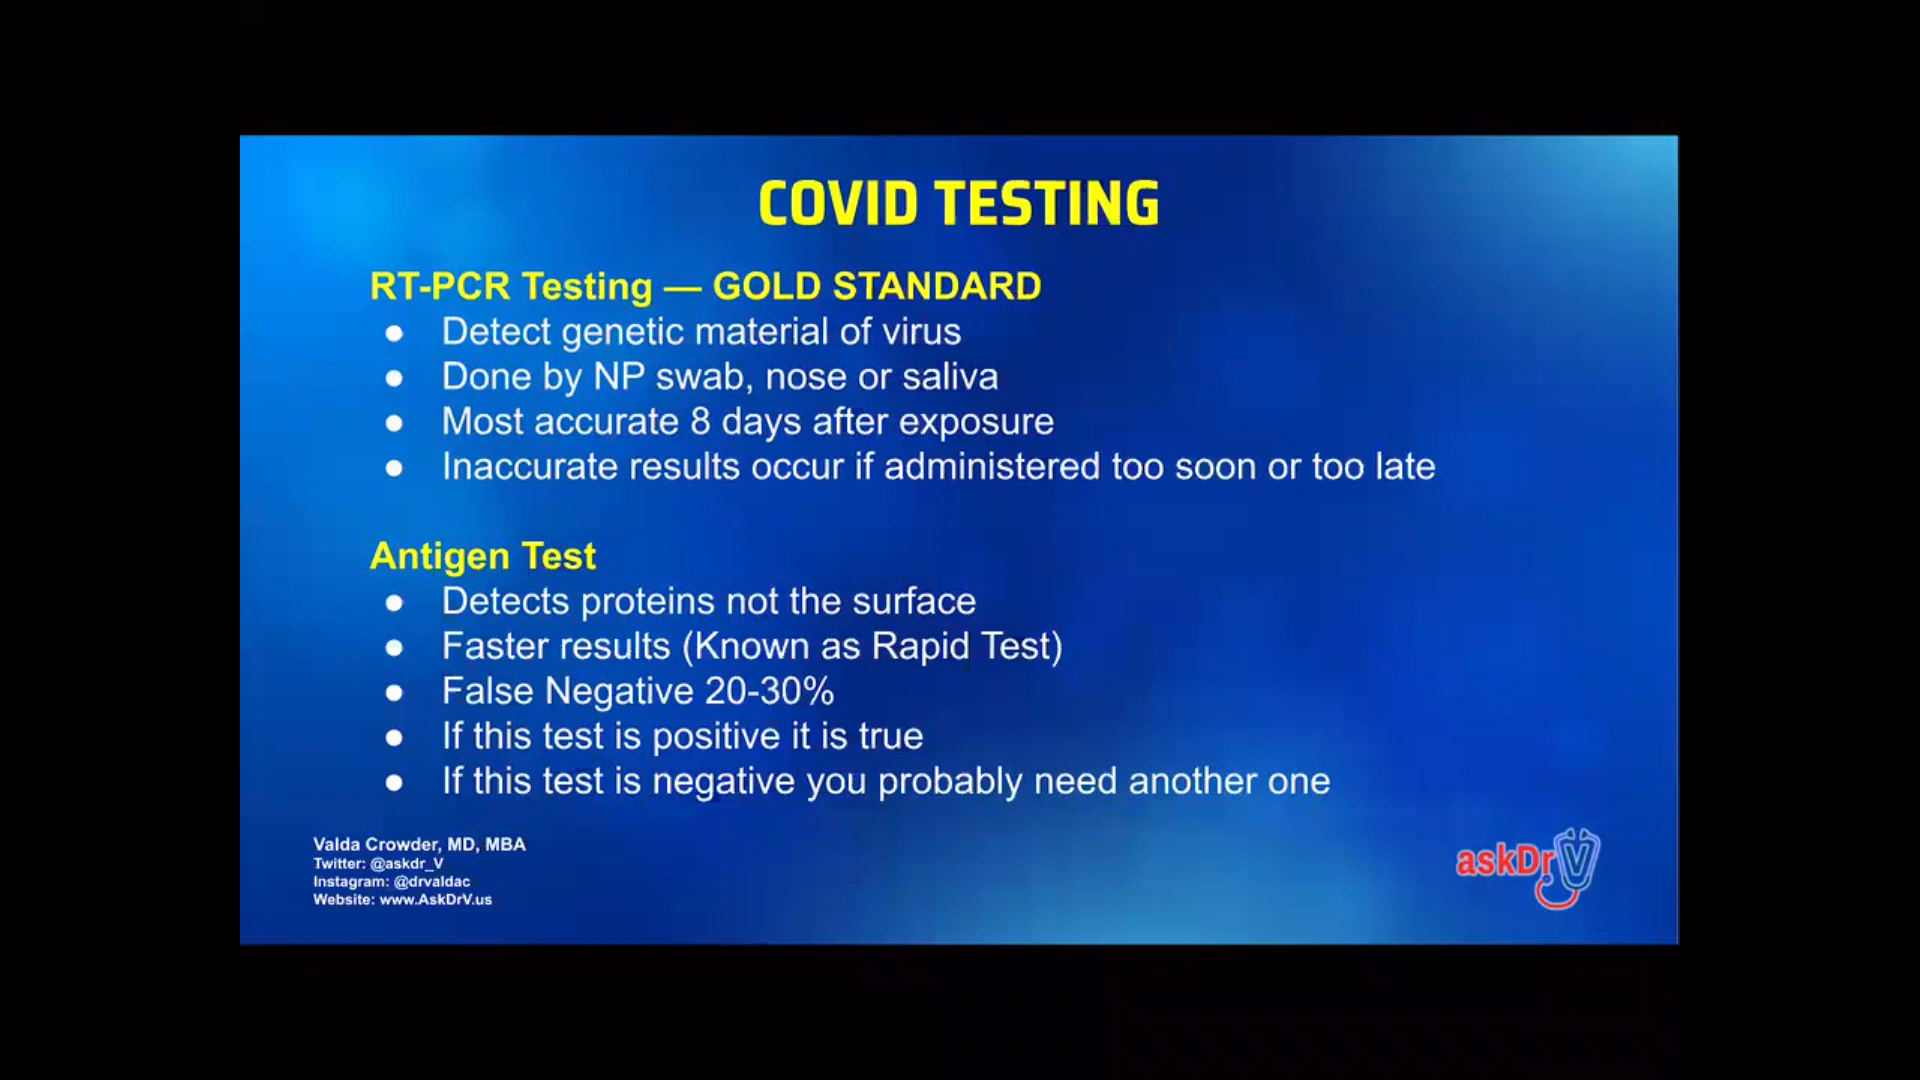 COVID TESTING
RT-PCR Testing — GOLD STANDARD
● Detect genetic material of virus
● Done by NP swab, nose or saliva
● Most accurate 8 days after exposure
● Inaccurate results occur if administered too soon or too late
Antigen Test
● Detects proteins not the surface
● Faster results (Known as Rapid Test)
● False Negative 20-30%
● If this test is positive it is true
● If this test is negative you probably need another one
Valda Crowder, MD, MBA
Twitter: @askdr_V
Instagram: @drvaldac
Website: www.AskDrV.us
askDrV